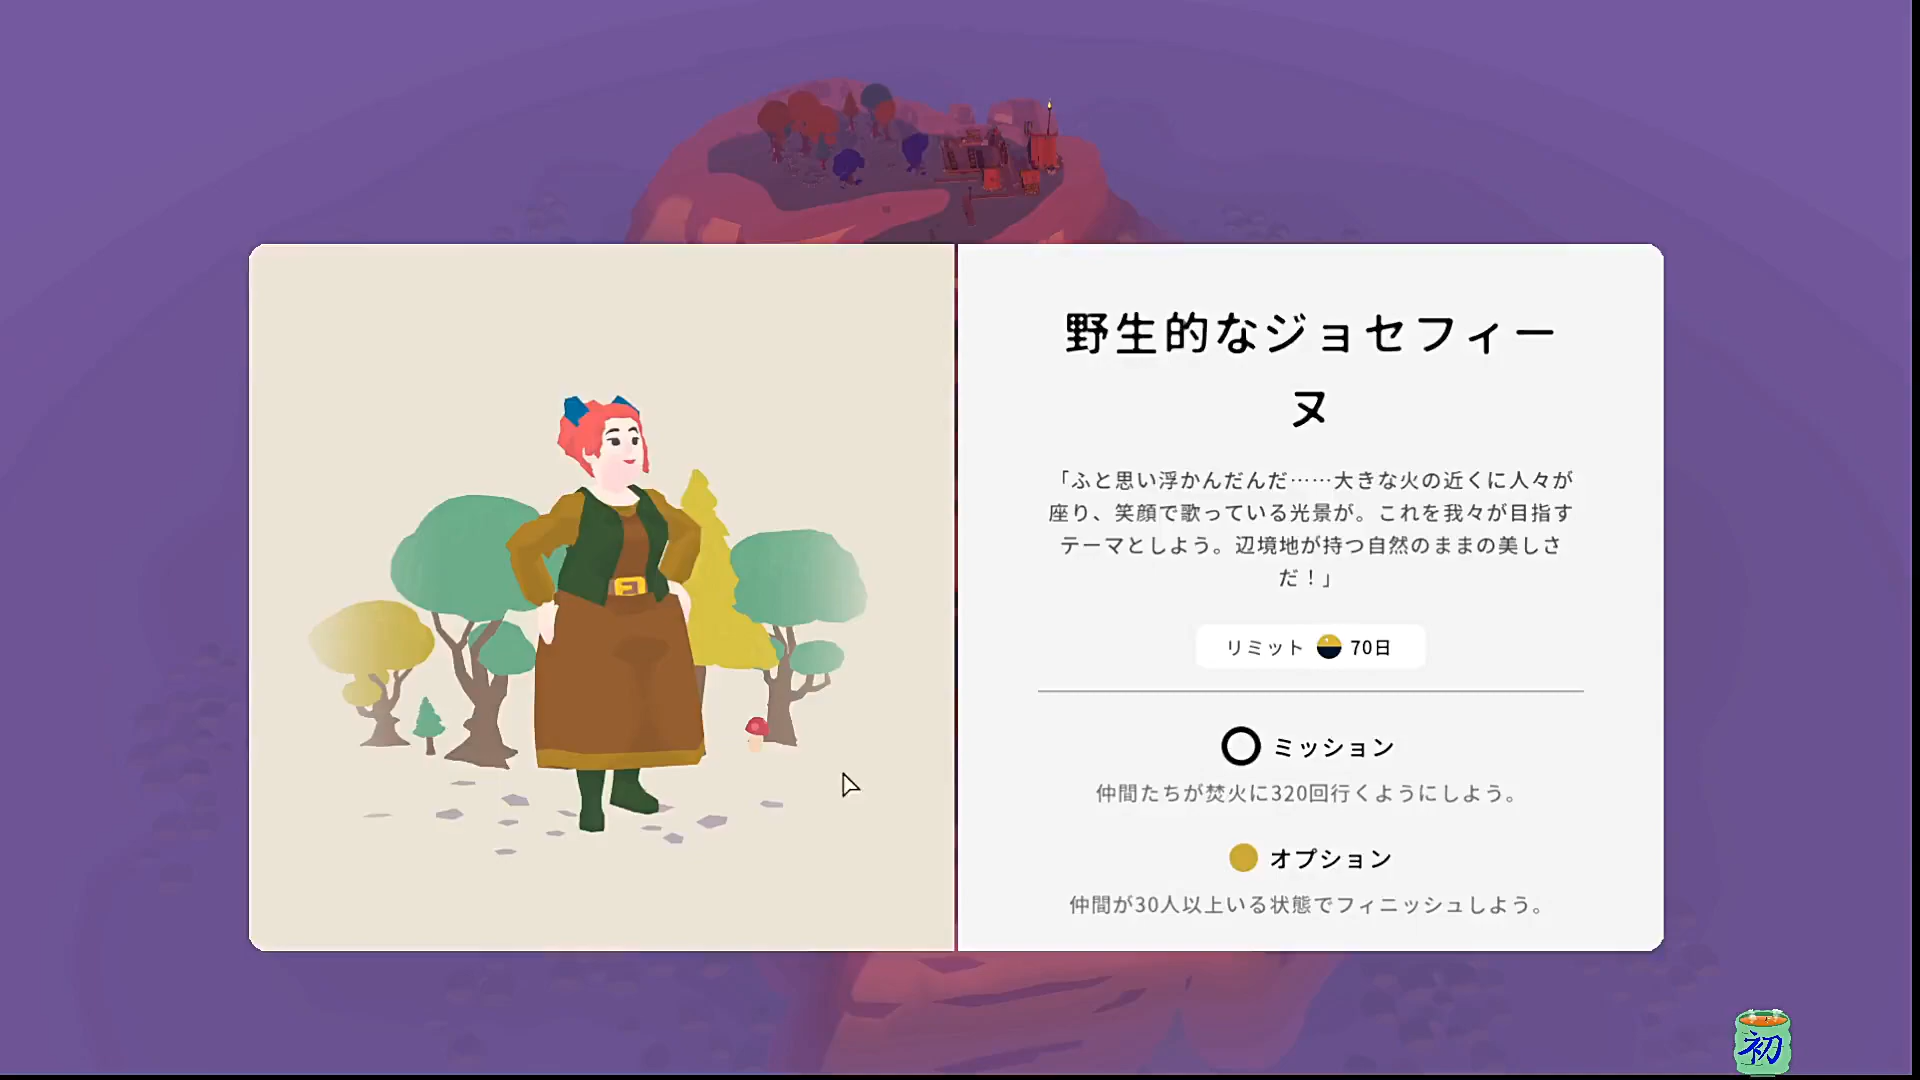 野生的なジョセフィー
ヌ
「ふと思い浮かんだんだ……大きな火の近くに人々が
座り、笑顔で歌っている光景が。これを我々が目指す
テーマとしよう。辺境地が持つ自然のままの美しさ
だ！」
リミット 70日
ミッション
仲間たちが焚火に320回行くようにしよう。
オプション
仲間が30人以上いる状態でフィニッシュしよう。
初